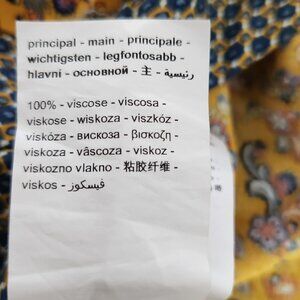 principal - main - principale -
wichtigsten - legfontosabb -
hlavni - основной - 主 - رئيسية -
100% - viscose - viscosa -
viskose - wiskoza - viszkóz -
viskóza - вискоза - βισκοζη -
viskoza - vâscoza - viskoz -
viskozno vlakno - 粘胶纤维 -
viskos - فيسكوز